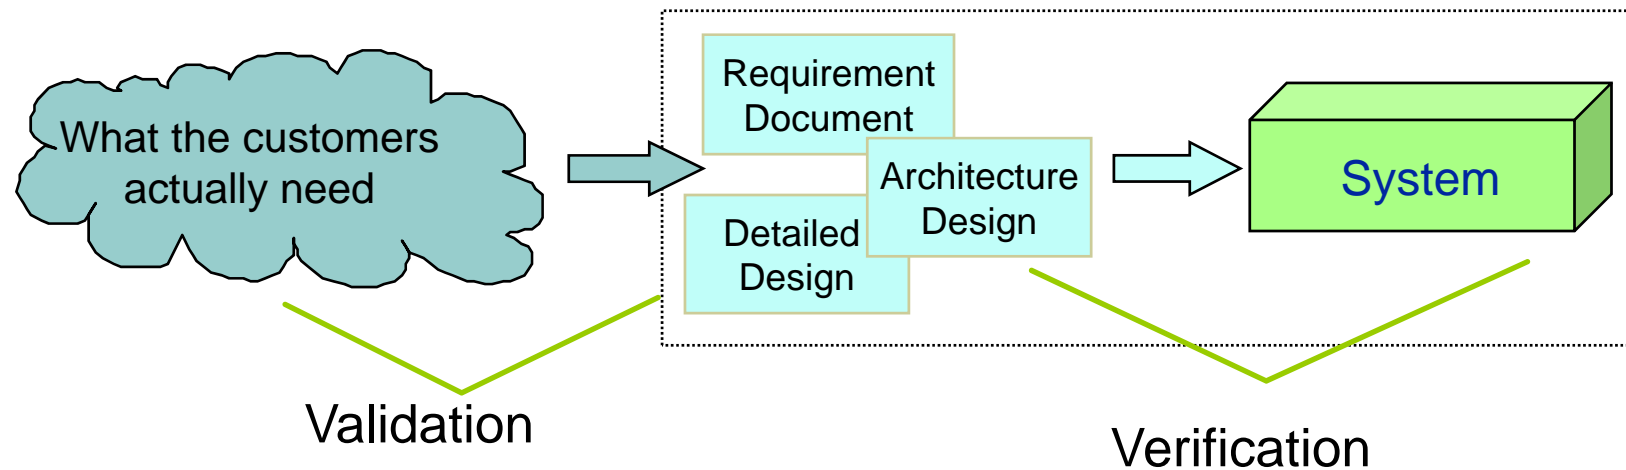 What the customers
actually need
Requirement
Document
Architecture
Design
Detailed
Design
System
Validation
Verification